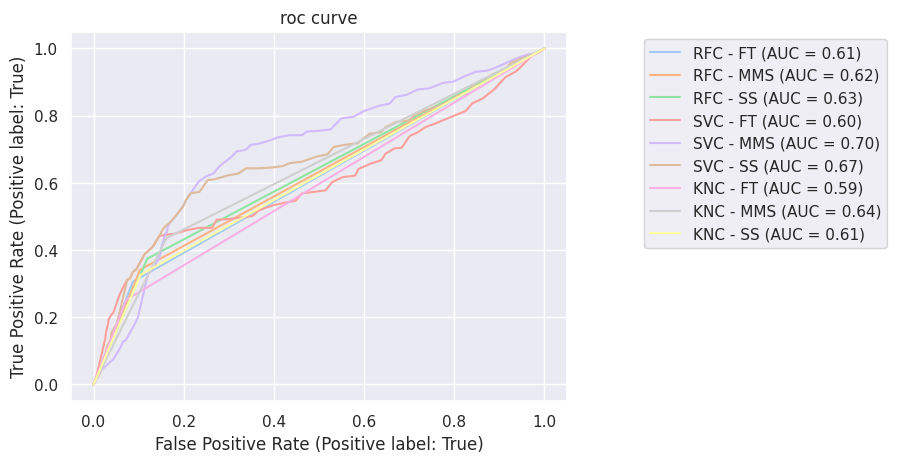 roc curve
True Positive Rate (Positive label: True)
1.0
0.8
0.6
0.4
0.2
0.0
0.0 0.2 0.4 0.6 0.8 1.0
False Positive Rate (Positive label: True)
RFC - FT (AUC = 0.61)
RFC - MMS (AUC = 0.62)
RFC - SS (AUC = 0.63)
SVC - FT (AUC = 0.60)
SVC - MMS (AUC = 0.70)
SVC - SS (AUC = 0.67)
KNC - FT (AUC = 0.59)
KNC - MMS (AUC = 0.64)
KNC - SS (AUC = 0.61)